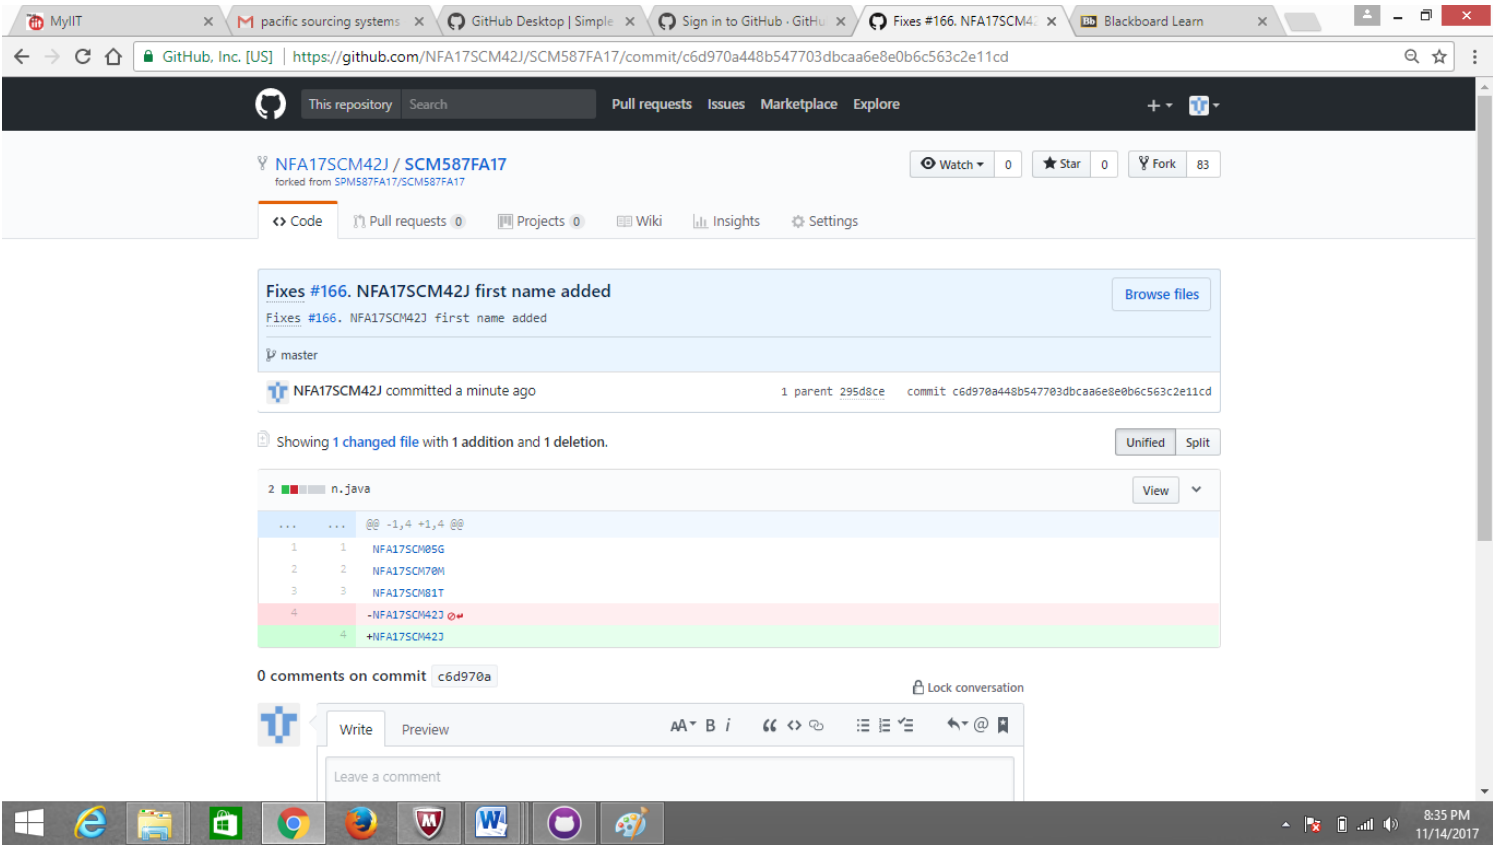 MyIIT
pacific sourcing systems
GitHub Desktop | Simple
Sign in to GitHub · GitHu
Fixes #166. NFA17SCM42
Bb Blackboard Learn
GitHub, Inc. [US] | https://github.com/NFA17SCM42J/SCM587FA17/commit/c6d970a448b547703dbcaa6e8e0b6c563c2e11cd
This repository Search Pull requests Issues Marketplace Explore
NFA17SCM42J / SCM587FA17
Watch 0 Star 0 Fork 83
forked from SPM587FA17/SCM587FA17
Code Pull requests 0 Projects 0 Wiki Insights Settings
Fixes #166. NFA17SCM42J first name added
Browse files
Fixes #166. NFA17SCM42J first name added
master
NFA17SCM42J committed a minute ago 1 parent 295d8ce commit c6d970a448b547703dbcaa6e8e0b6c563c2e11cd
Showing 1 changed file with 1 addition and 1 deletion. Unified Split
2 n.java View
... ... @@ -1,4 +1,4 @@
1 1 NFA17SCM05G
2 2 NFA17SCM70M
3 3 NFA17SCM81T
4 -NFA17SCM42J
4 +NFA17SCM42J
0 comments on commit c6d970a
Lock conversation
Write Preview AA B i
Leave a comment
8:35 PM
11/14/2017